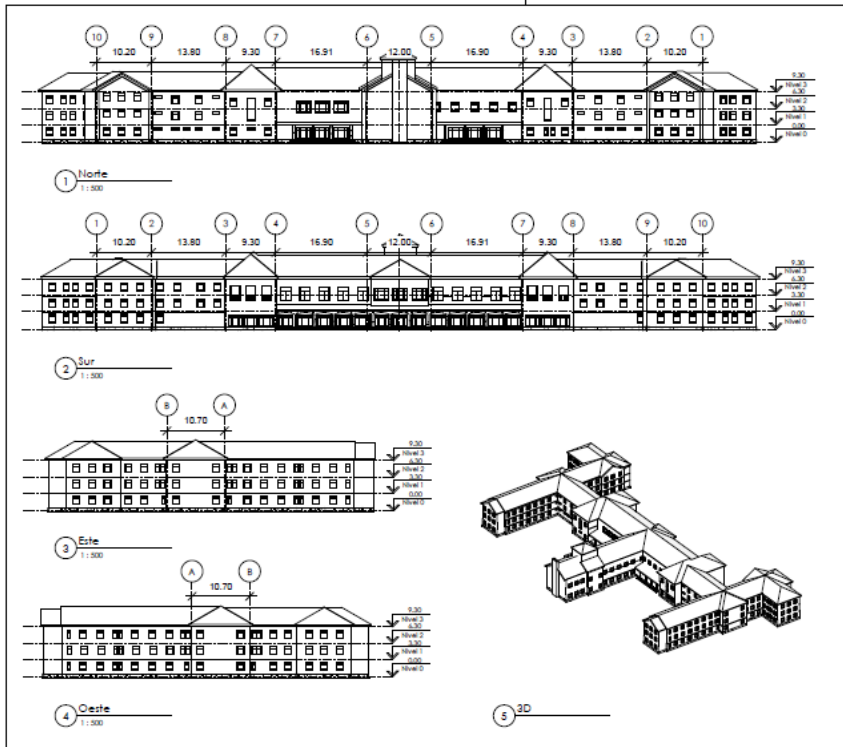 10 9 8 7 6 5 4 3 2 1
10.20 13.80 9.30 16.91 12.00 16.90 9.30 13.80 10.20
9.30
Nivel 3
6.30
Nivel 2
3.30
Nivel 1
0.00
Nivel 0
1 Norte
1 : 500
1 2 3 4 5 6 7 8 9 10
10.20 13.80 9.30 16.90 12.00 16.91 9.30 13.80 10.20
9.30
Nivel 3
6.30
Nivel 2
3.30
Nivel 1
0.00
Nivel 0
2 Sur
1 : 500
B A
10.70
9.30
Nivel 3
6.30
Nivel 2
3.30
Nivel 1
0.00
Nivel 0
3 Este
1 : 500
A B
10.70
9.30
Nivel 3
6.30
Nivel 2
3.30
Nivel 1
0.00
Nivel 0
4 Oeste
1 : 500
5 3D